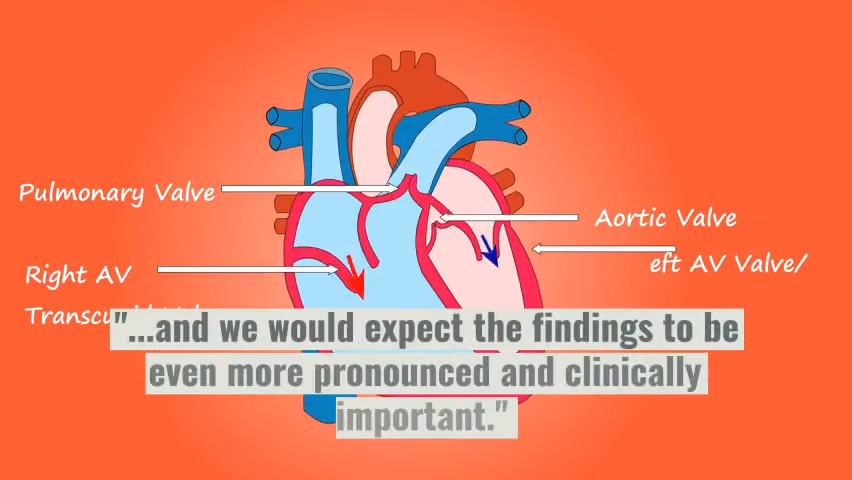 Pulmonary Valve
Aortic Valve
eft AV Valve/
Right AV
"...and we would expect the findings to be
even more pronounced and clinically
important."